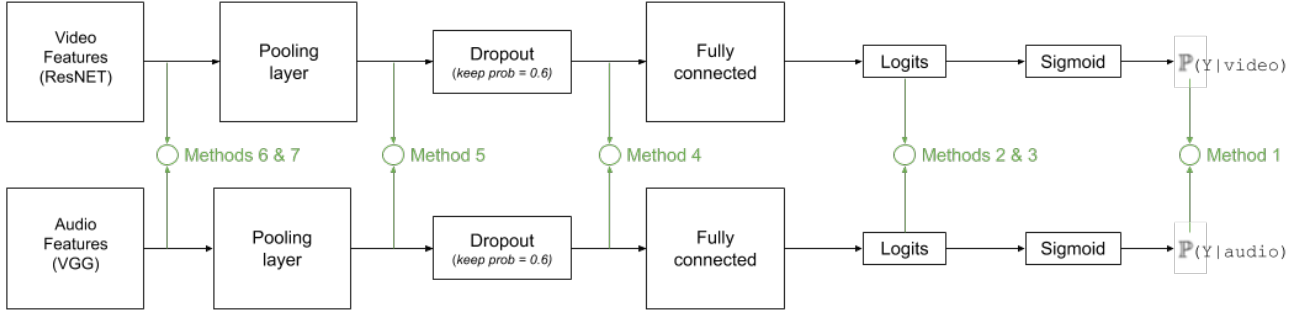 Video
Features
(ResNET)
Pooling
layer
Dropout
(keep prob = 0.6)
Fully
connected
Logits
Sigmoid
ℙ(Y|video)
Methods 6 & 7
Method 5
Method 4
Methods 2 & 3
Method 1
Audio
Features
(VGG)
Pooling
layer
Dropout
(keep prob = 0.6)
Fully
connected
Logits
Sigmoid
ℙ(Y|audio)